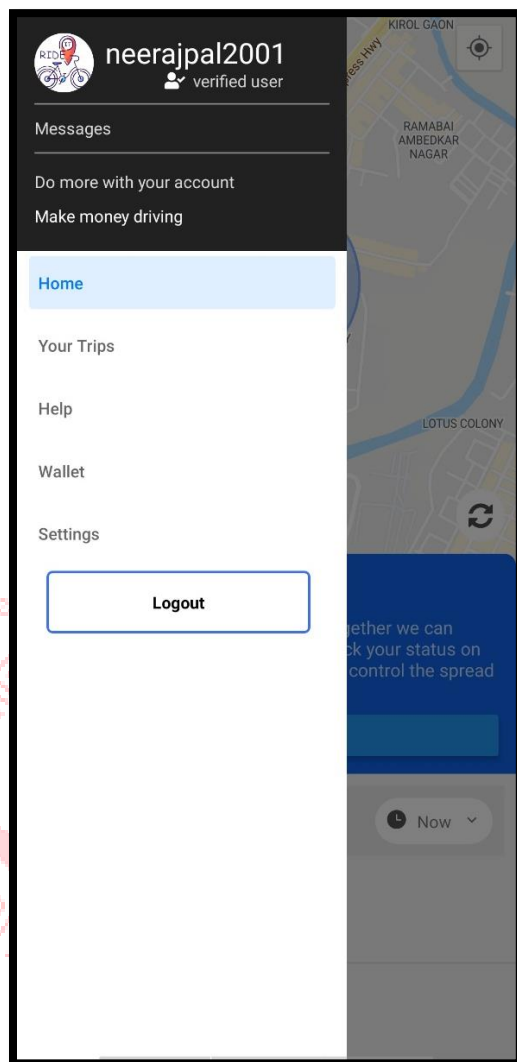 RIDE
neerajpal2001
verified user
Messages
Do more with your account
Make money driving
Home
Your Trips
Help
Wallet
Settings
Logout
KIROL GAON
ess Hwy
RAMABAI
AMBEDKAR
NAGAR
LOTUS COLONY
gether we can
ck your status on
control the spread
Now